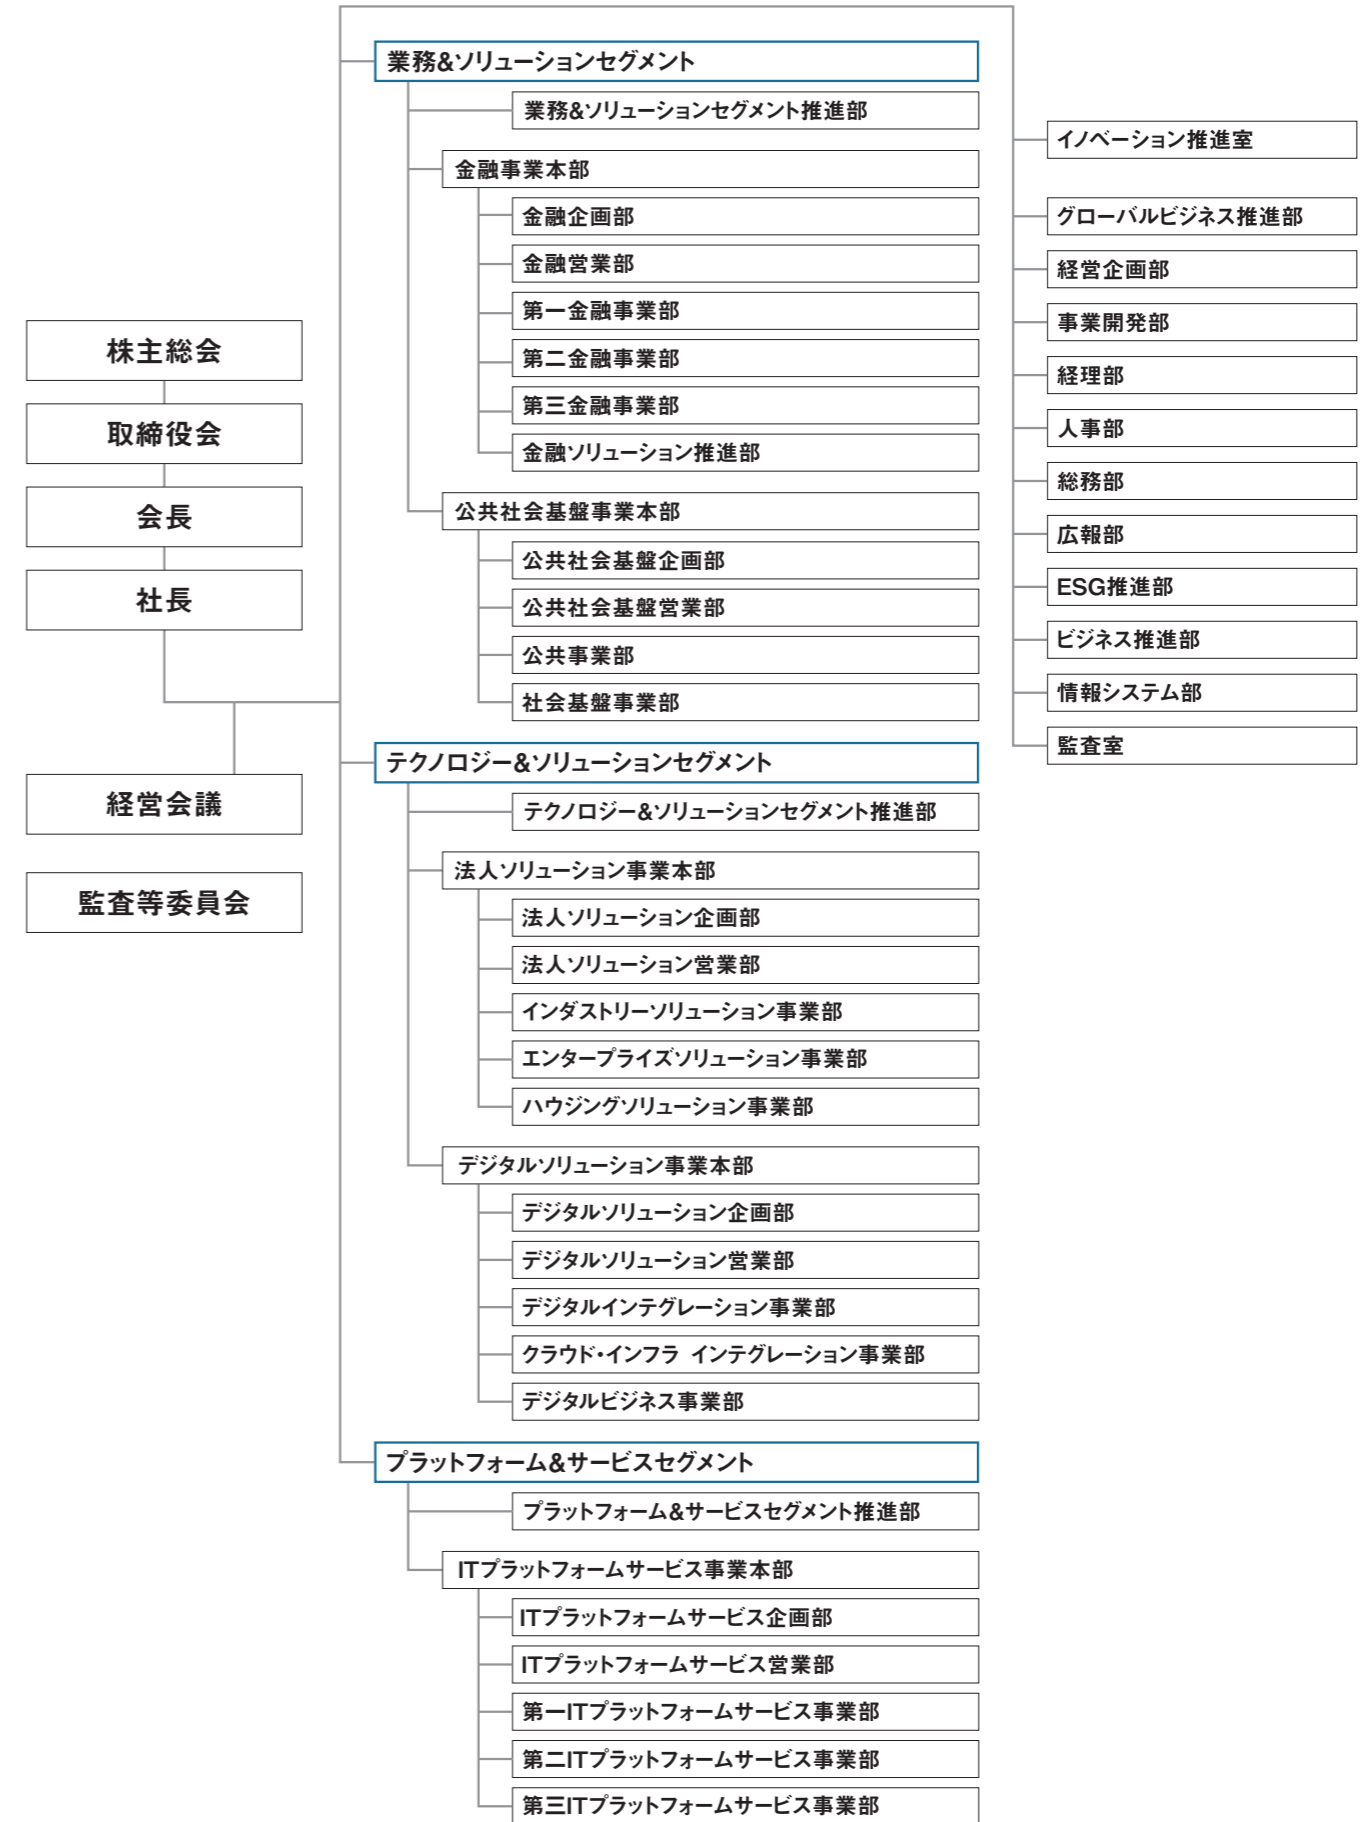 株主総会
取締役会
会長
社長
経営会議
監査等委員会
業務&ソリューションセグメント
業務&ソリューションセグメント推進部
金融事業本部
金融企画部
金融営業部
第一金融事業部
第二金融事業部
第三金融事業部
金融ソリューション推進部
公共社会基盤事業本部
公共社会基盤企画部
公共社会基盤営業部
公共事業部
社会基盤事業部
テクノロジー&ソリューションセグメント
テクノロジー&ソリューションセグメント推進部
法人ソリューション事業本部
法人ソリューション企画部
法人ソリューション営業部
インダストリーソリューション事業部
エンタープライズソリューション事業部
ハウジングソリューション事業部
デジタルソリューション事業本部
デジタルソリューション企画部
デジタルソリューション営業部
デジタルインテグレーション事業部
クラウド・インフラ インテグレーション事業部
デジタルビジネス事業部
プラットフォーム&サービスセグメント
プラットフォーム&サービスセグメント推進部
ITプラットフォームサービス事業本部
ITプラットフォームサービス企画部
ITプラットフォームサービス営業部
第一ITプラットフォームサービス事業部
第二ITプラットフォームサービス事業部
第三ITプラットフォームサービス事業部
イノベーション推進室
グローバルビジネス推進部
経営企画部
事業開発部
経理部
人事部
総務部
広報部
ESG推進部
ビジネス推進部
情報システム部
監査室